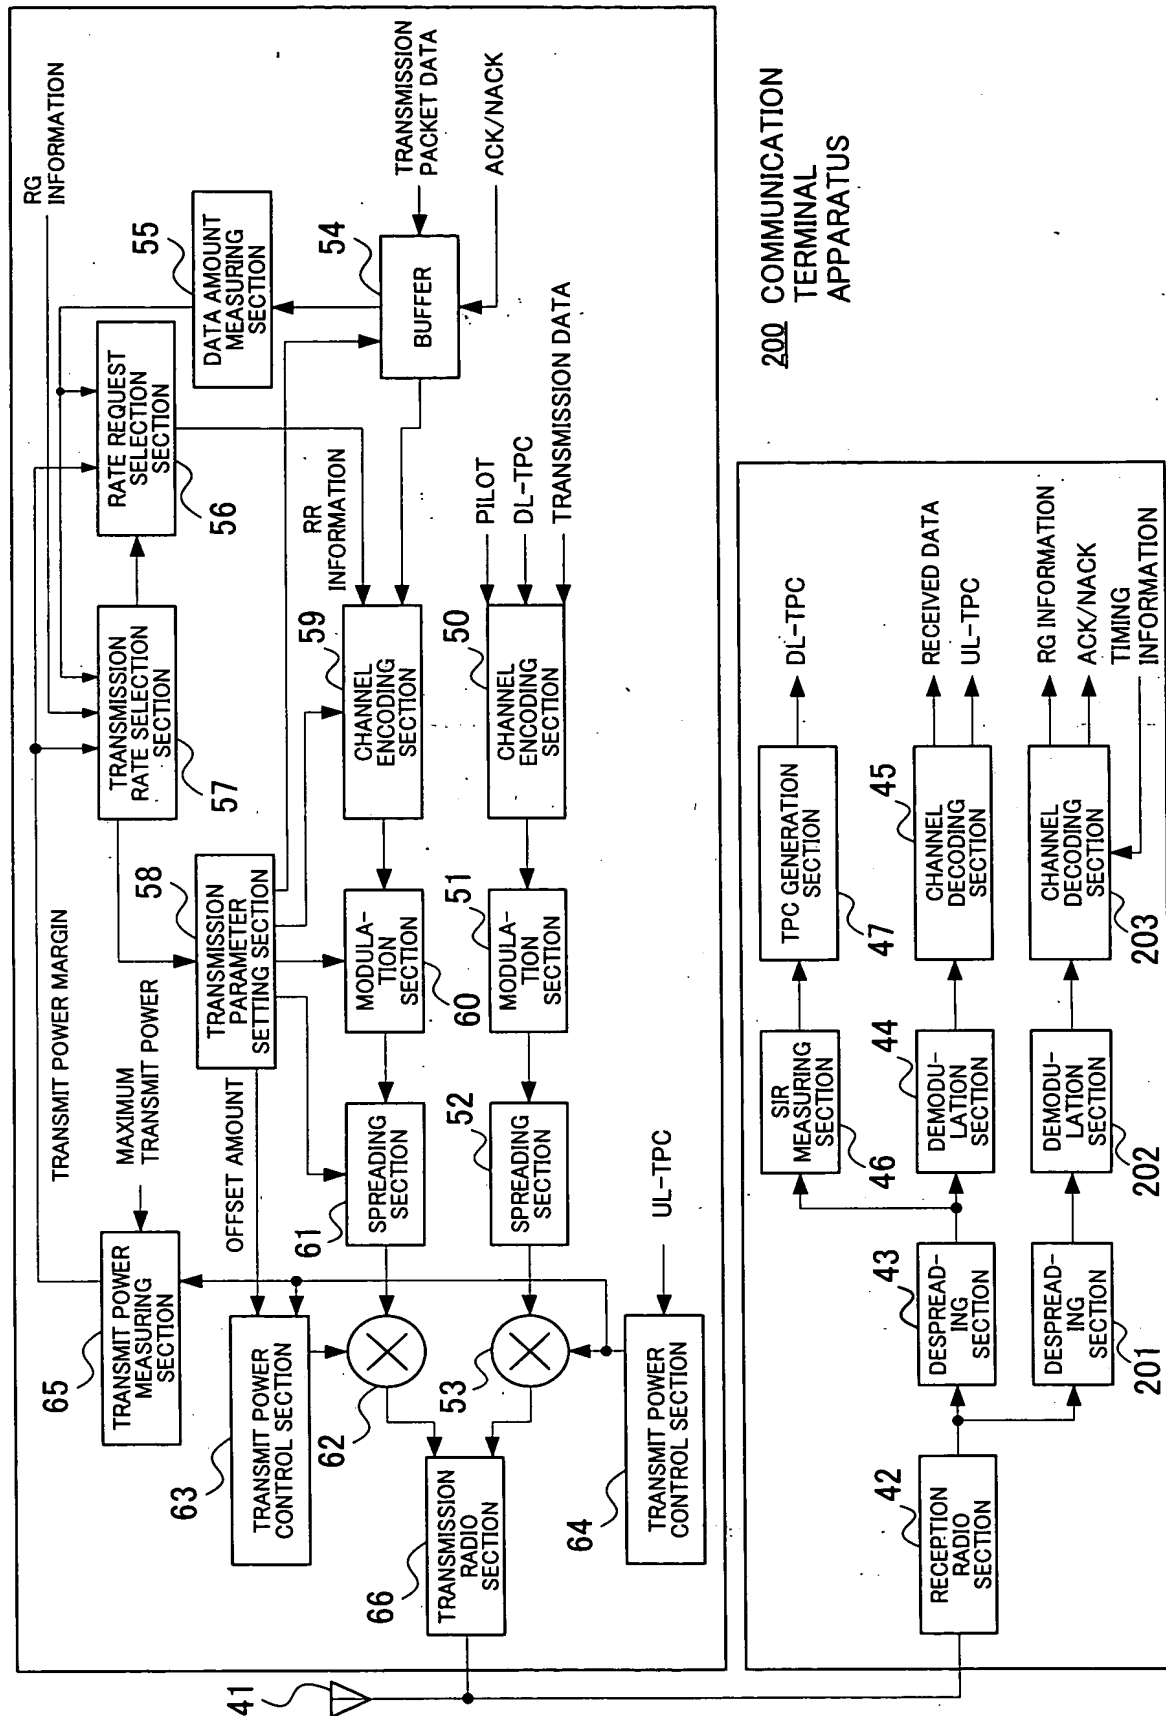 41
65
TRANSMIT POWER
MEASURING
SECTION
MAXIMUM
TRANSMIT POWER
TRANSMIT POWER MARGIN
57
TRANSMISSION
RATE SELECTION
SECTION
56
RATE REQUEST
SELECTION
SECTION
RG
INFORMATION
55
DATA AMOUNT
MEASURING
SECTION
63
TRANSMIT POWER
CONTROL SECTION
OFFSET AMOUNT
58
TRANSMISSION
PARAMETER
SETTING SECTION
54
BUFFER
TRANSMISSION
PACKET DATA
ACK/NACK
62
61
SPREADING
SECTION
60
MODULA-
TION
SECTION
59
CHANNEL
ENCODING
SECTION
RR
INFORMATION
66
TRANSMISSION
RADIO
SECTION
53
52
SPREADING
SECTION
51
MODULA-
TION
SECTION
50
CHANNEL
ENCODING
SECTION
PILOT
DL-TPC
TRANSMISSION DATA
64
TRANSMIT POWER
CONTROL SECTION
UL-TPC
200 COMMUNICATION
TERMINAL
APPARATUS
46
SIR
MEASURING
SECTION
47
TPC GENERATION
SECTION
DL-TPC
42
RECEPTION
RADIO
SECTION
43
DESPREAD-
ING
SECTION
44
DEMODU-
LATION
SECTION
45
CHANNEL
DECODING
SECTION
RECEIVED DATA
UL-TPC
201
DESPREAD-
ING
SECTION
202
DEMODU-
LATION
SECTION
203
CHANNEL
DECODING
SECTION
RG INFORMATION
ACK/NACK
TIMING
INFORMATION